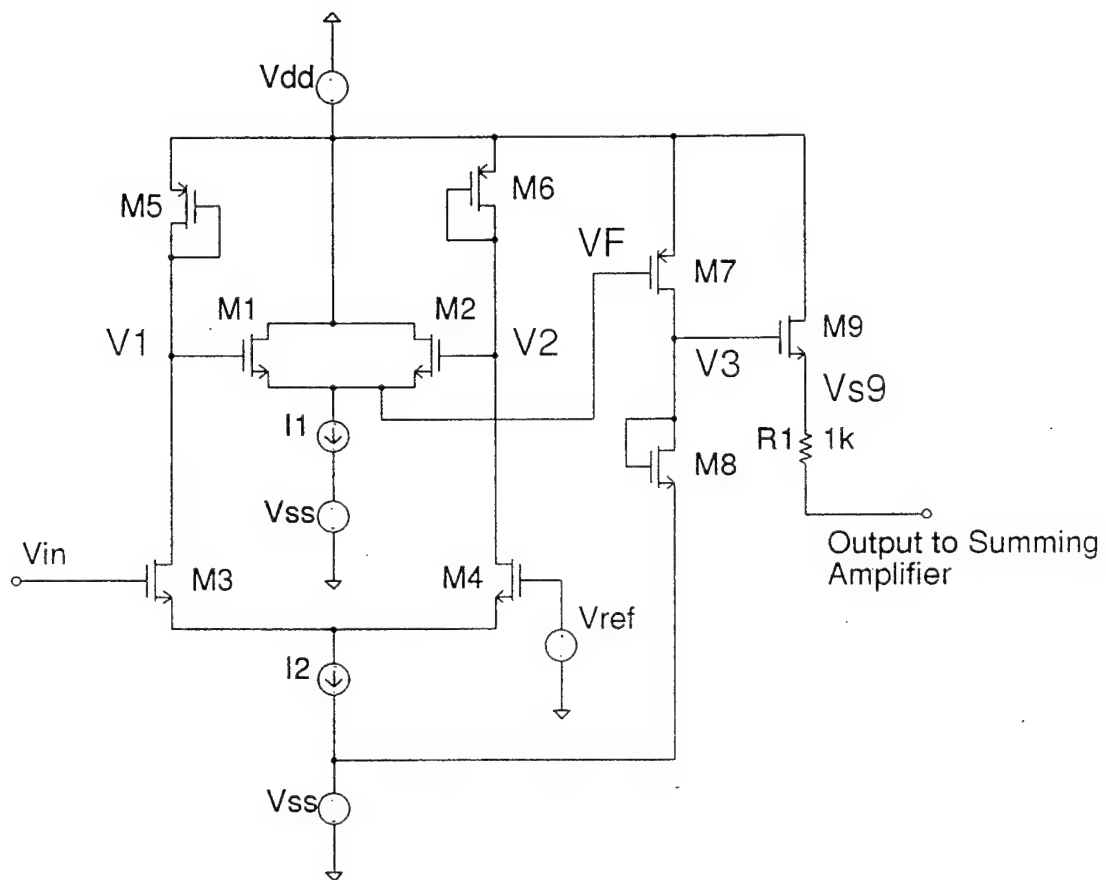 Vdd
M5
M6
VF
M7
M1
M2
V1
V2
M9
V3
Vs9
I1
R1 1k
M8
Vss
Output to Summing
Amplifier
Vin
M3
M4
Vref
I2
Vss